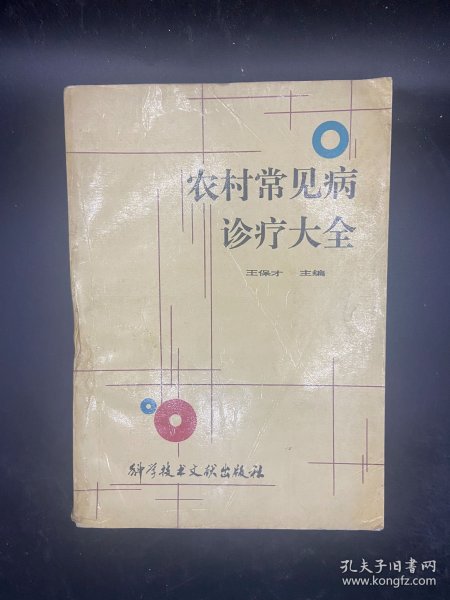 农村常见病
诊疗大全
王保才 主编
科学技术文献出版社
孔夫子旧书网
www.kongfz.com